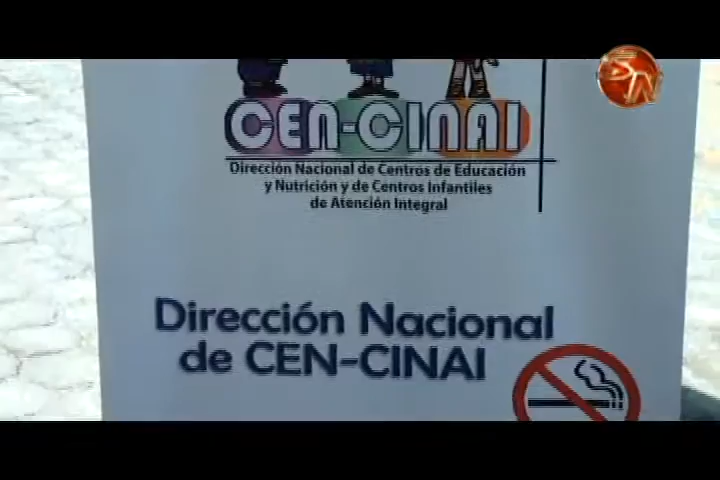 CEN-CINAI
Dirección Nacional de Centros de Educación
y Nutrición y de Centros Infantiles
de Atención Integral
Dirección Nacional
de CEN-CINAI